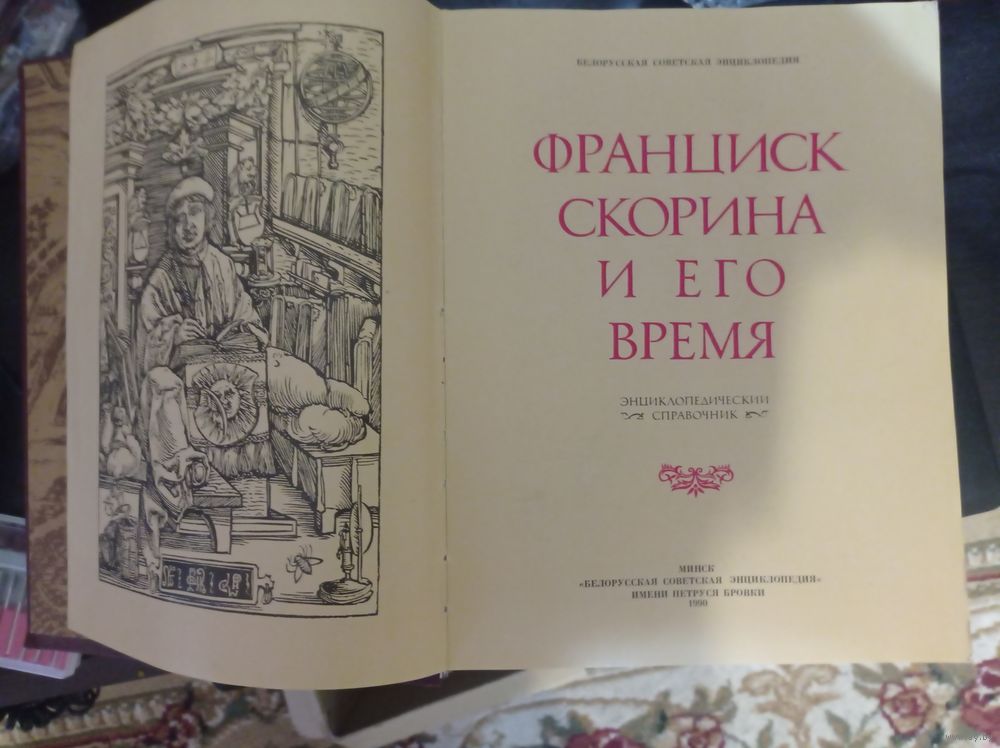 БЕЛОРУССКАЯ СОВЕТСКАЯ ЭНЦИКЛОПЕДИЯ
ФРАНЦИСК
СКОРИНА
И ЕГО
ВРЕМЯ
ЭНЦИКЛОПЕДИЧЕСКИЙ
СПРАВОЧНИК
МИНСК
«БЕЛОРУССКАЯ СОВЕТСКАЯ ЭНЦИКЛОПЕДИЯ»
ИМЕНИ ПЕТРУСЯ БРОВКИ
1990